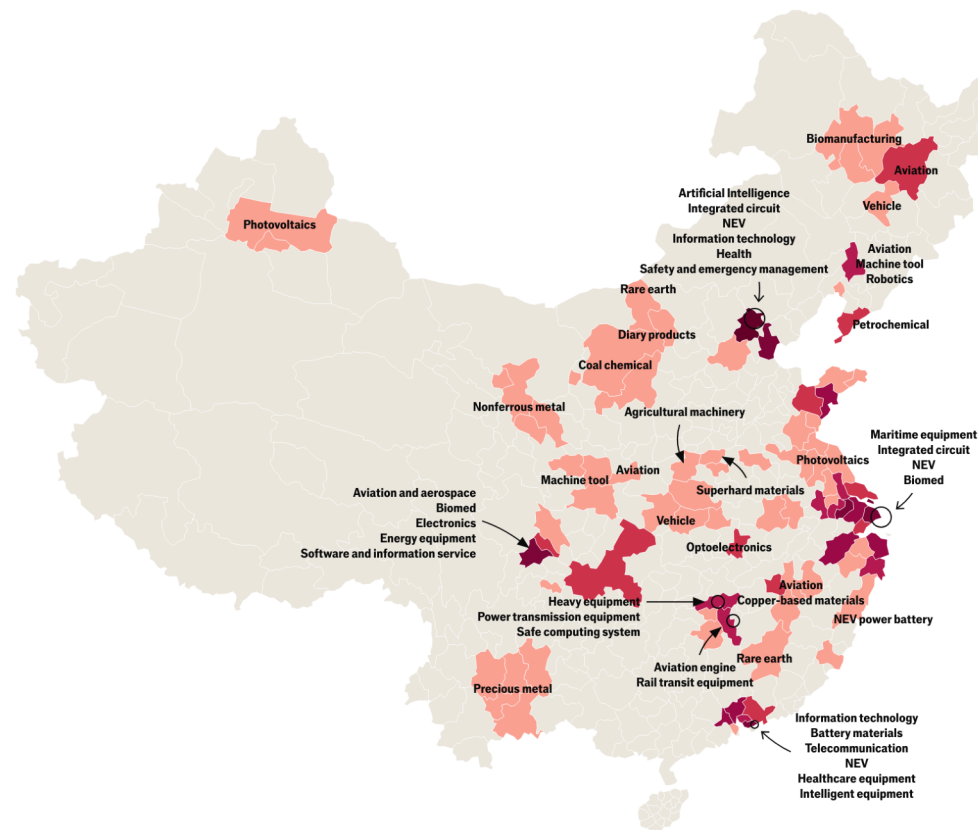 Biomanufacturing
Aviation
Vehicle
Artificial Intelligence
Integrated circuit
NEV
Information technology
Health
Safety and emergency management
Photovoltaics
Aviation
Machine tool
Robotics
Rare earth
Petrochemical
Diary products
Coal chemical
Nonferrous metal
Agricultural machinery
Maritime equipment
Integrated circuit
NEV
Biomed
Photovoltaics
Aviation
Machine tool
Superhard materials
Aviation and aerospace
Biomed
Electronics
Energy equipment
Software and information service
Vehicle
Optoelectronics
Aviation
Copper-based materials
Heavy equipment
Power transmission equipment
Safe computing system
NEV power battery
Aviation engine
Rail transit equipment
Rare earth
Precious metal
Information technology
Battery materials
Telecommunication
NEV
Healthcare equipment
Intelligent equipment